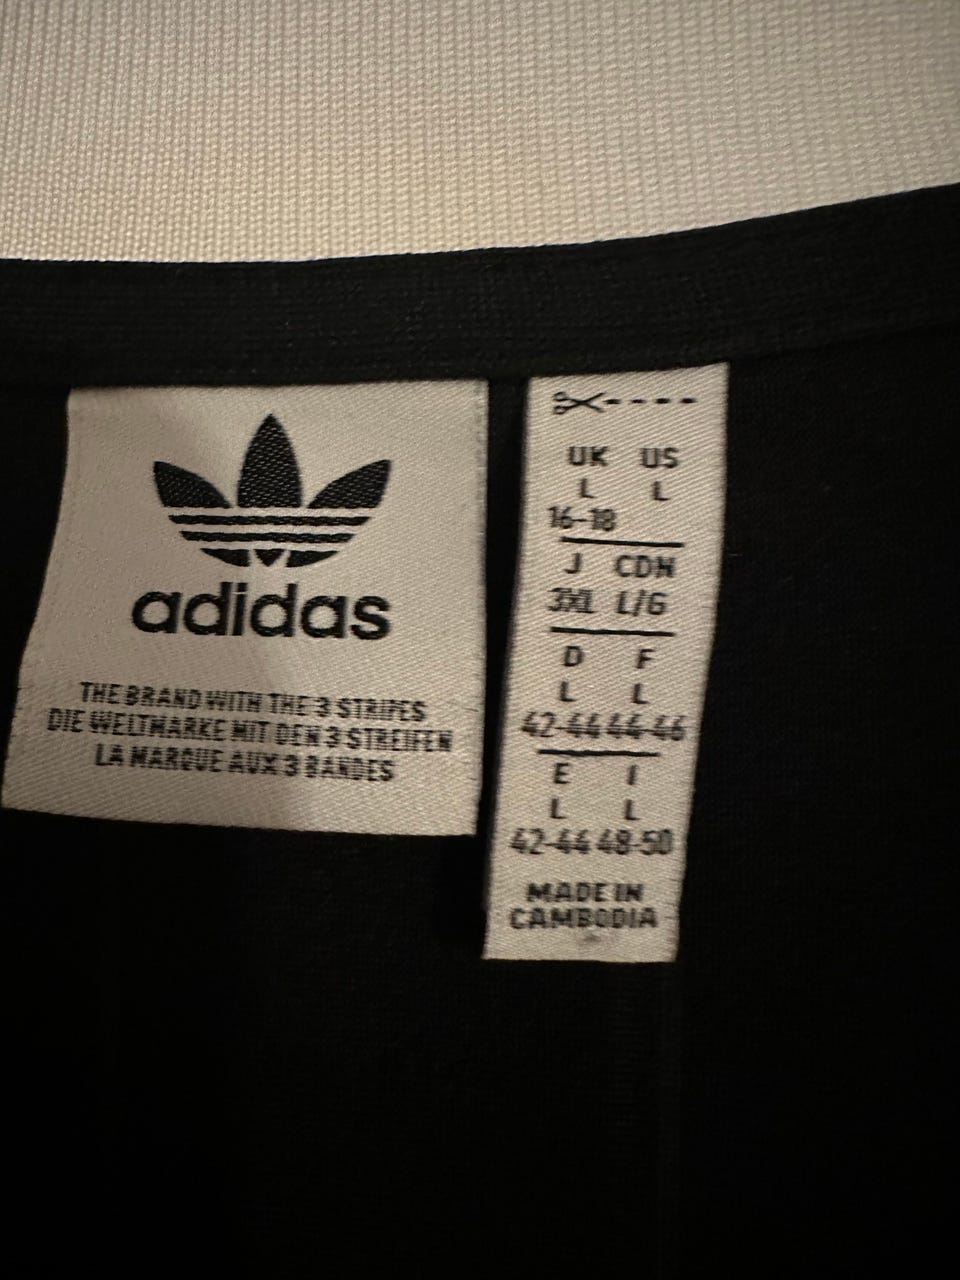 adidas
THE BRAND WITH THE 3 STRIPES
DIE WELTMARKE MIT DEN 3 STREIFEN
LA MARQUE AUX 3 BANDES
UK US
L L
16-18
J CDN
3XL L/G
D F
L L
42-44 44-46
E I
L L
42-44 48-50
MADE IN
CAMBODIA